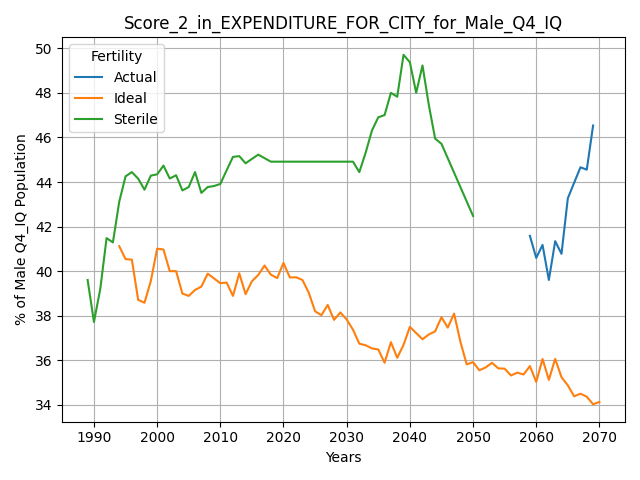 Score_2_in_EXPENDITURE_FOR_CITY_for_Male_Q4_IQ
Fertility
Actual
Ideal
Sterile
% of Male Q4_IQ Population
50
48
46
44
42
40
38
36
34
1990 2000 2010 2020 2030 2040 2050 2060 2070
Years